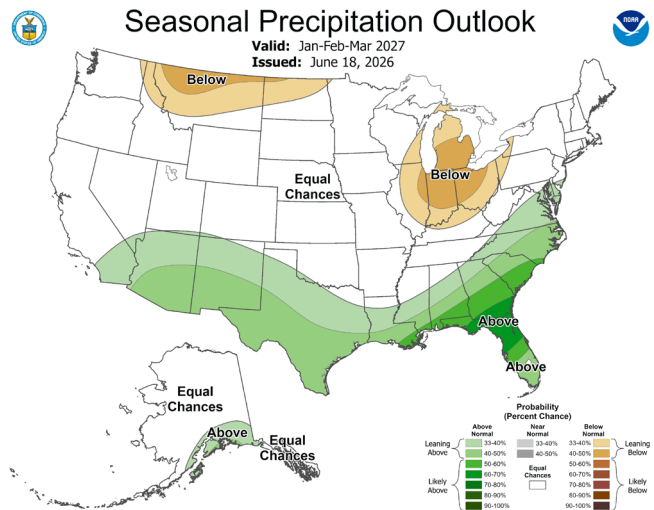 Seasonal Precipitation Outlook
Valid: Jan-Feb-Mar 2027
Issued: June 18, 2026
NOAA
Below
Below
Equal
Chances
Above
Above
Equal
Chances
Above
Equal
Chances
Probability
(Percent Chance)
Above
Normal
Near
Normal
Below
Normal
Leaning
Above
Likely
Above
33-40%
40-50%
50-60%
60-70%
70-80%
80-90%
90-100%
33-40%
40-50%
Equal
Chances
33-40%
40-50%
50-60%
60-70%
70-80%
80-90%
90-100%
Leaning
Below
Likely
Below